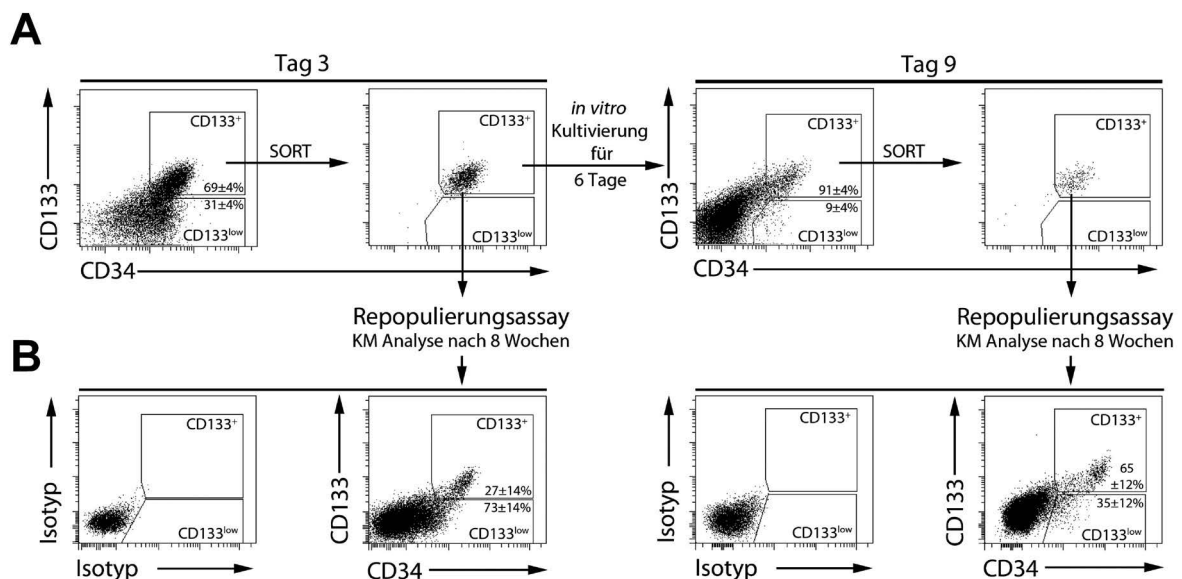 A
Tag 3
Tag 9
CD133
CD133+
69±4%
31±4%
CD133low
SORT
CD133+
CD133low
in vitro
Kultivierung
für
6 Tage
CD133
CD133+
91±4%
9±4%
CD133low
SORT
CD133+
CD133low
CD34
CD34
Repopulierungsassay
KM Analyse nach 8 Wochen
Repopulierungsassay
KM Analyse nach 8 Wochen
B
Isotyp
CD133+
CD133low
Isotyp
CD133
CD133+
27±14%
73±14%
CD133low
CD34
Isotyp
CD133+
CD133low
Isotyp
CD133
CD133+
65
±12%
35±12%
CD133low
CD34